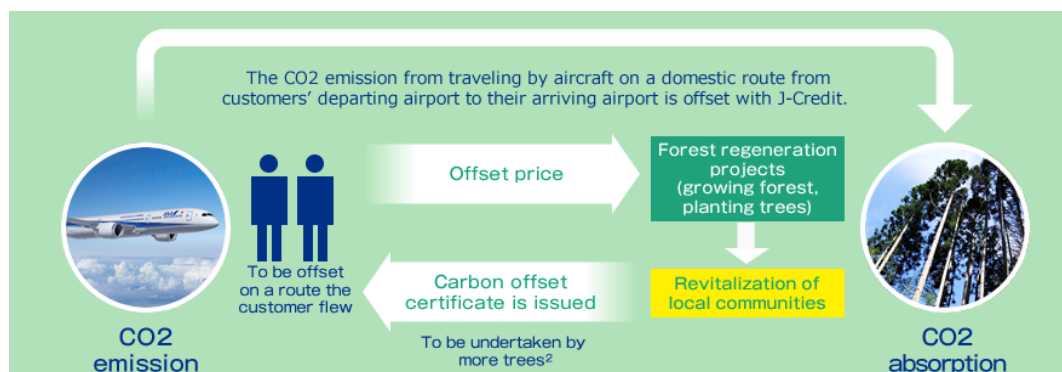 The CO2 emission from traveling by aircraft on a domestic route from
customers' departing airport to their arriving airport is offset with J-Credit.
Offset price
Forest regeneration
projects
(growing forest,
planting trees)
ANA
To be offset
on a route the
customer flew
Carbon offset
certificate is issued
Revitalization of
local communities
To be undertaken by
more trees²
CO2
emission
CO2
absorption